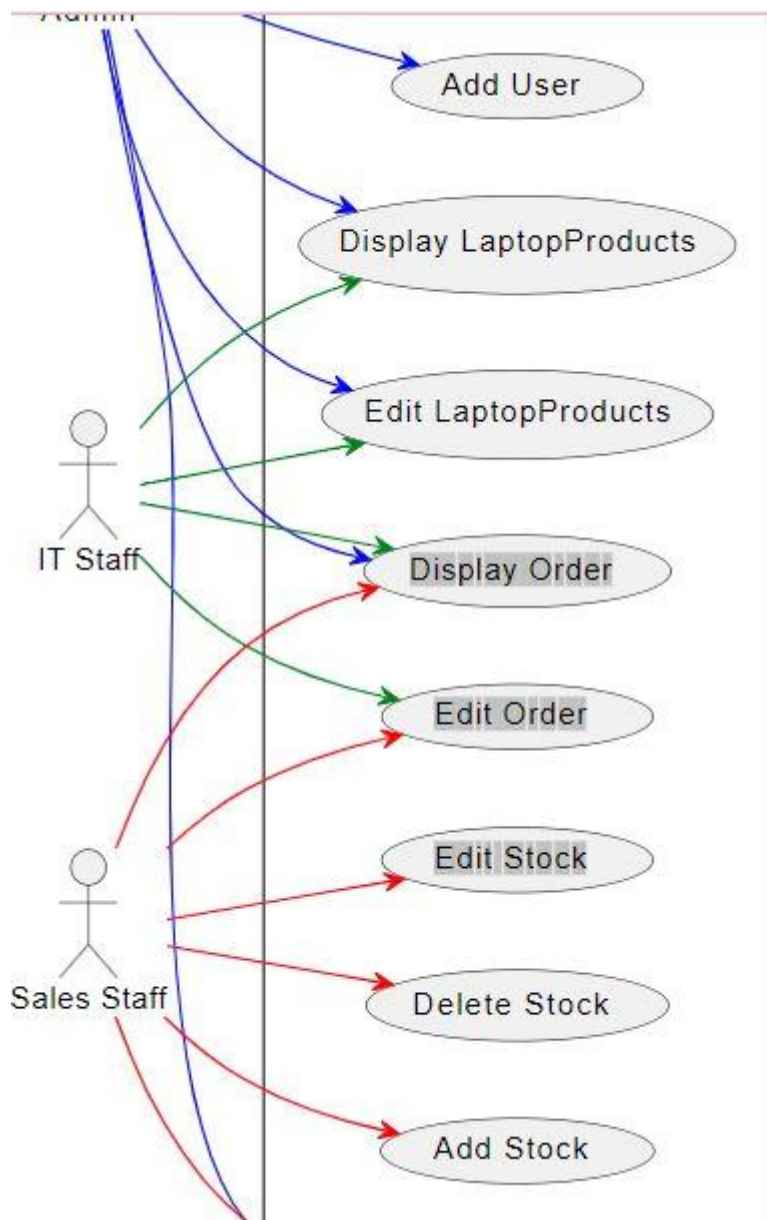 Admin
Add User
Display LaptopProducts
Edit LaptopProducts
IT Staff
Display Order
Edit Order
Edit Stock
Sales Staff
Delete Stock
Add Stock